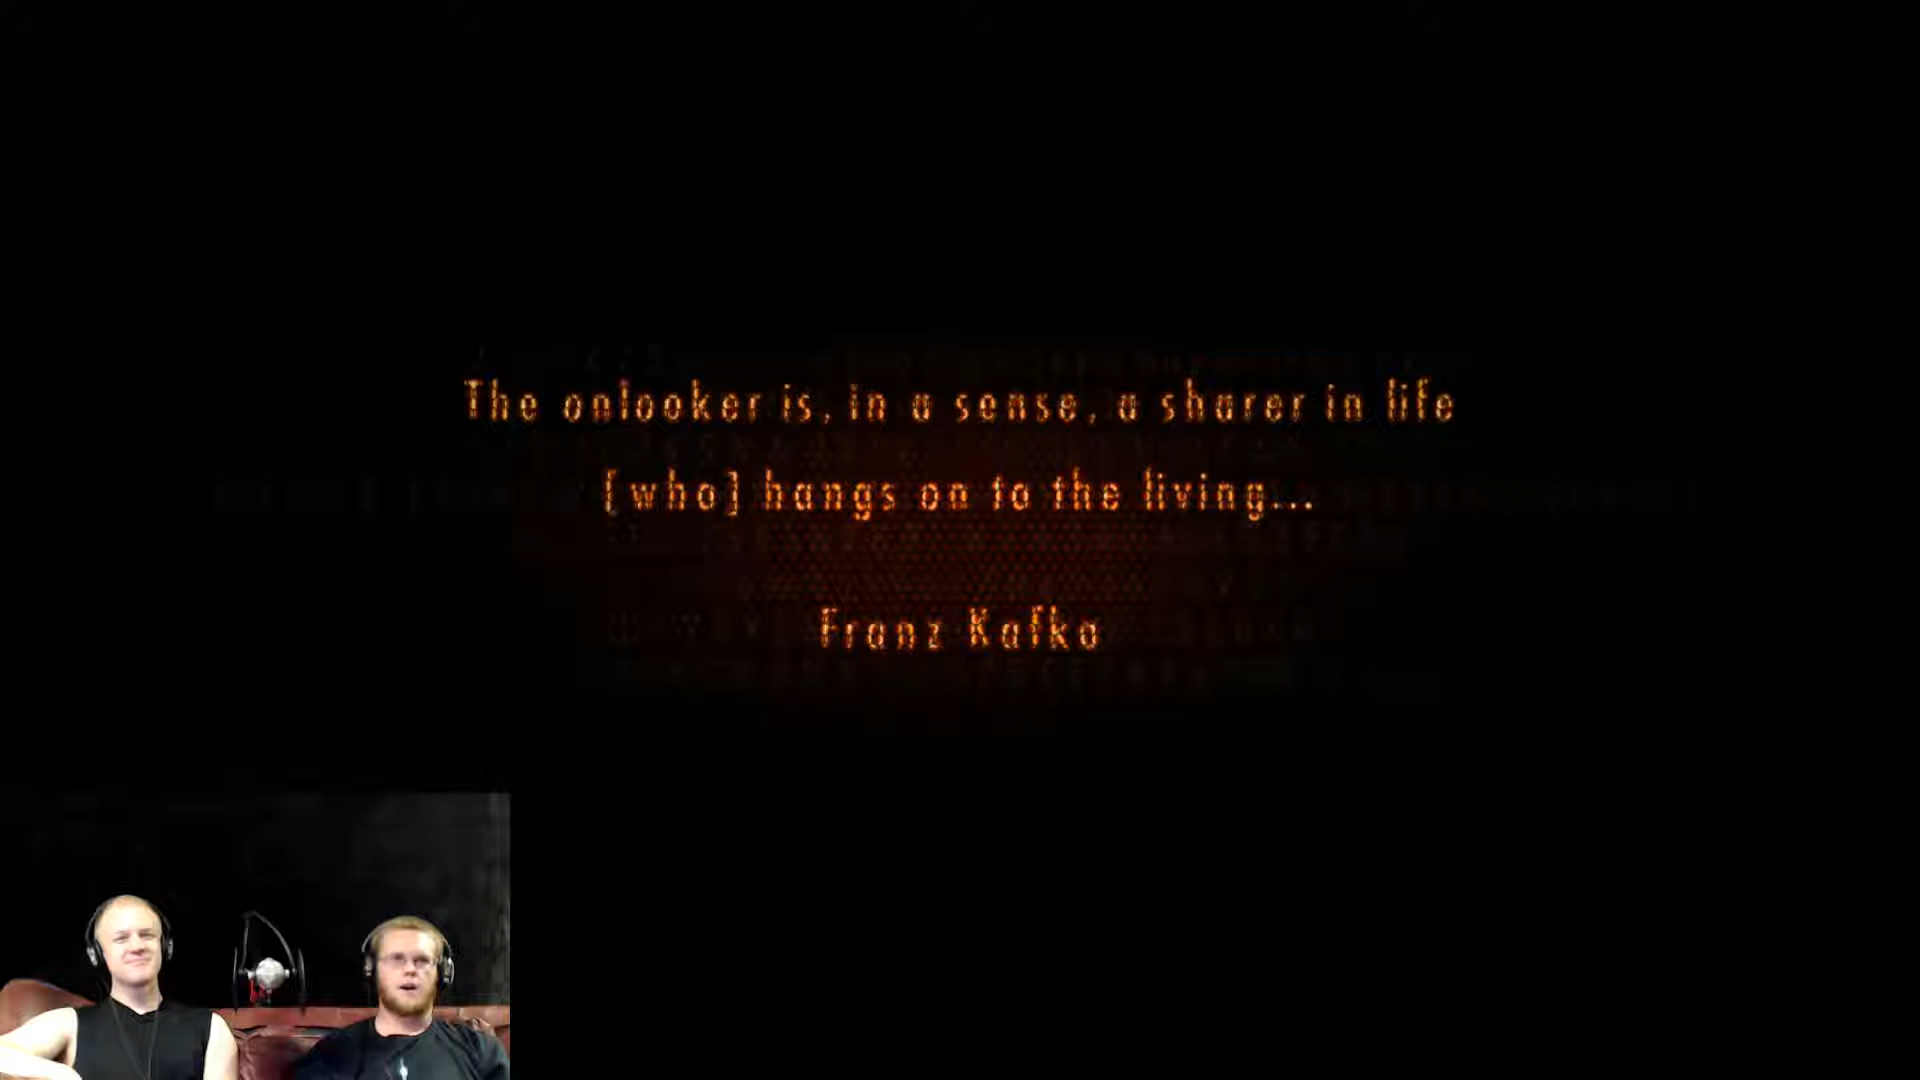 The onlooker is, in a sense, a sharer in life
[who] hangs on to the living...
Franz Kafka